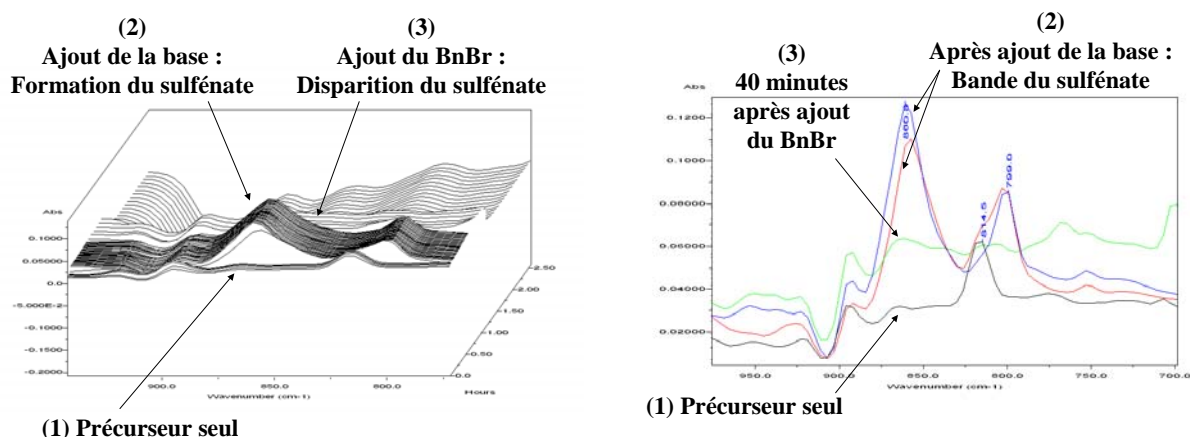 (2)
Ajout de la base :
Formation du sulfénate
(3)
Ajout du BnBr :
Disparition du sulfénate
Abs
0.1000
0.05000
0.0
-5.000E-2
-0.1000
-0.1500
-0.2000
900.0
850.0
800.0
Wavenumber (cm-1)
0.0
0.50
1.00
1.50
2.00
2.50
Hours
(1) Précurseur seul
(2)
Après ajout de la base :
Bande du sulfénate
(3)
40 minutes
après ajout
du BnBr
Abs
0.1200
0.1000
0.08000
0.06000
0.04000
0.02000
814.5
799.0
950.0
900.0
850.0
800.0
750.0
700.0
Wavenumber (cm-1)
(1) Précurseur seul